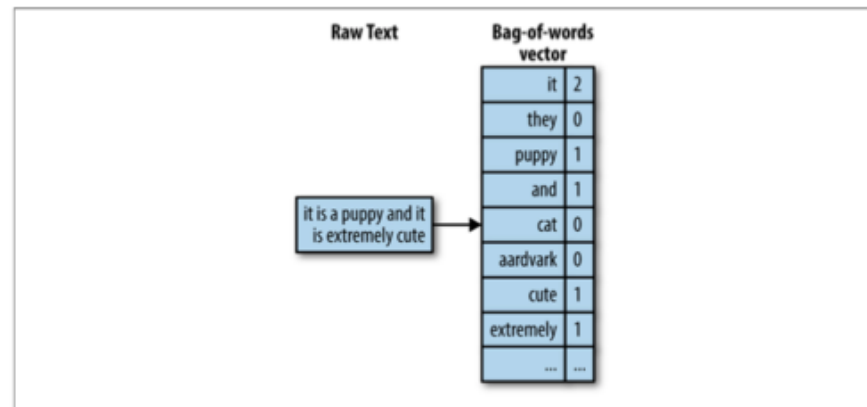 Raw Text
Bag-of-words
vector
it is a puppy and it
is extremely cute
it 2
they 0
puppy 1
and 1
cat 0
aardvark 0
cute 1
extremely 1
... ...